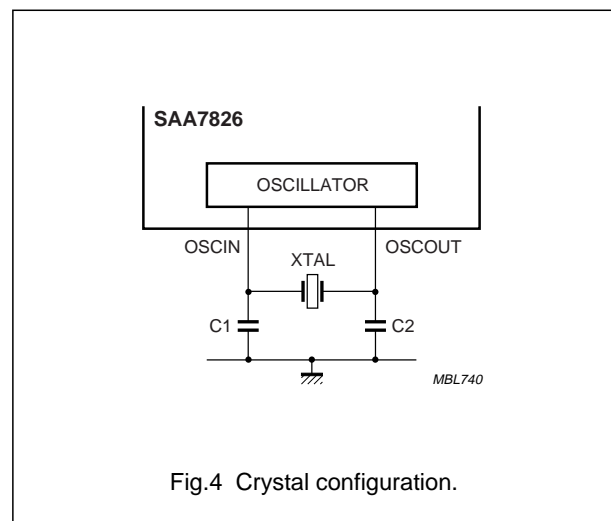 SAA7826
OSCILLATOR
OSCIN
OSCOUT
XTAL
C1
C2
MBL740
Fig.4 Crystal configuration.